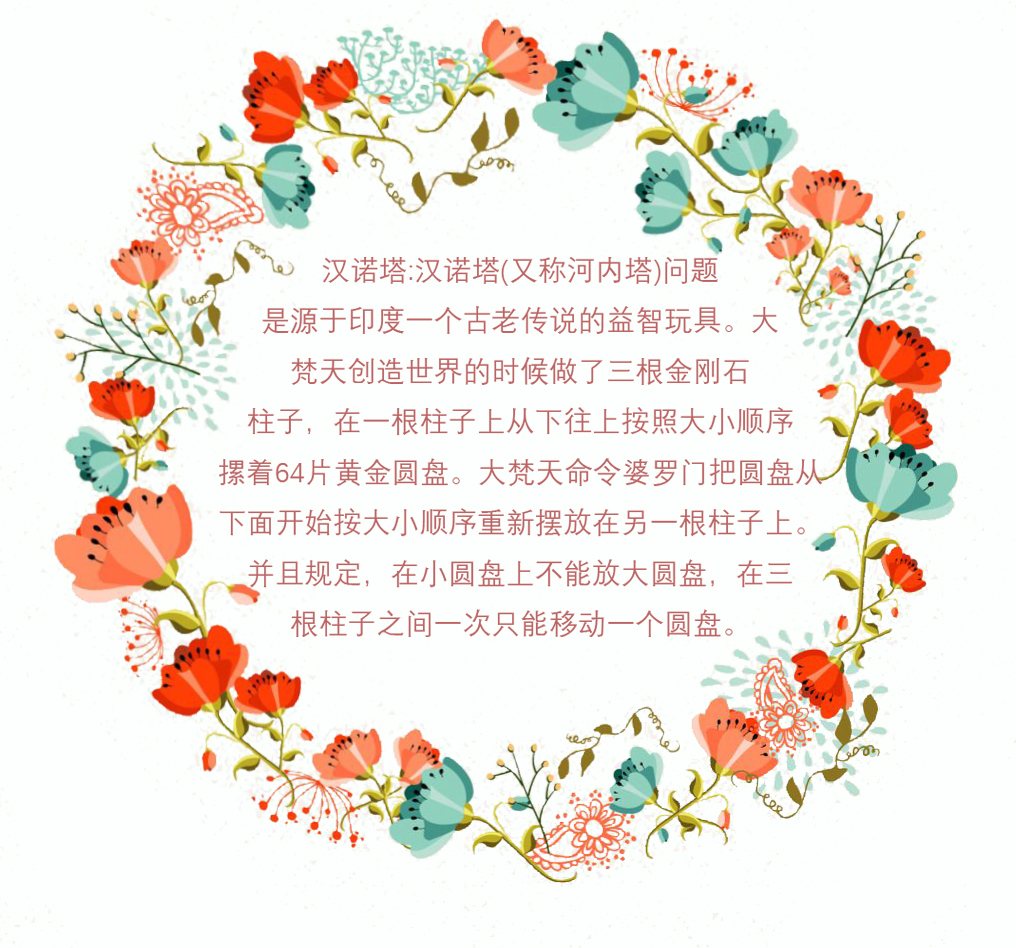 汉诺塔:汉诺塔(又称河内塔)问题
是源于印度一个古老传说的益智玩具。大
梵天创造世界的时候做了三根金刚石
柱子，在一根柱子上从下往上按照大小顺序
摞着64片黄金圆盘。大梵天命令婆罗门把圆盘从
下面开始按大小顺序重新摆放在另一根柱子上。
并且规定，在小圆盘上不能放大圆盘，在三
根柱子之间一次只能移动一个圆盘。